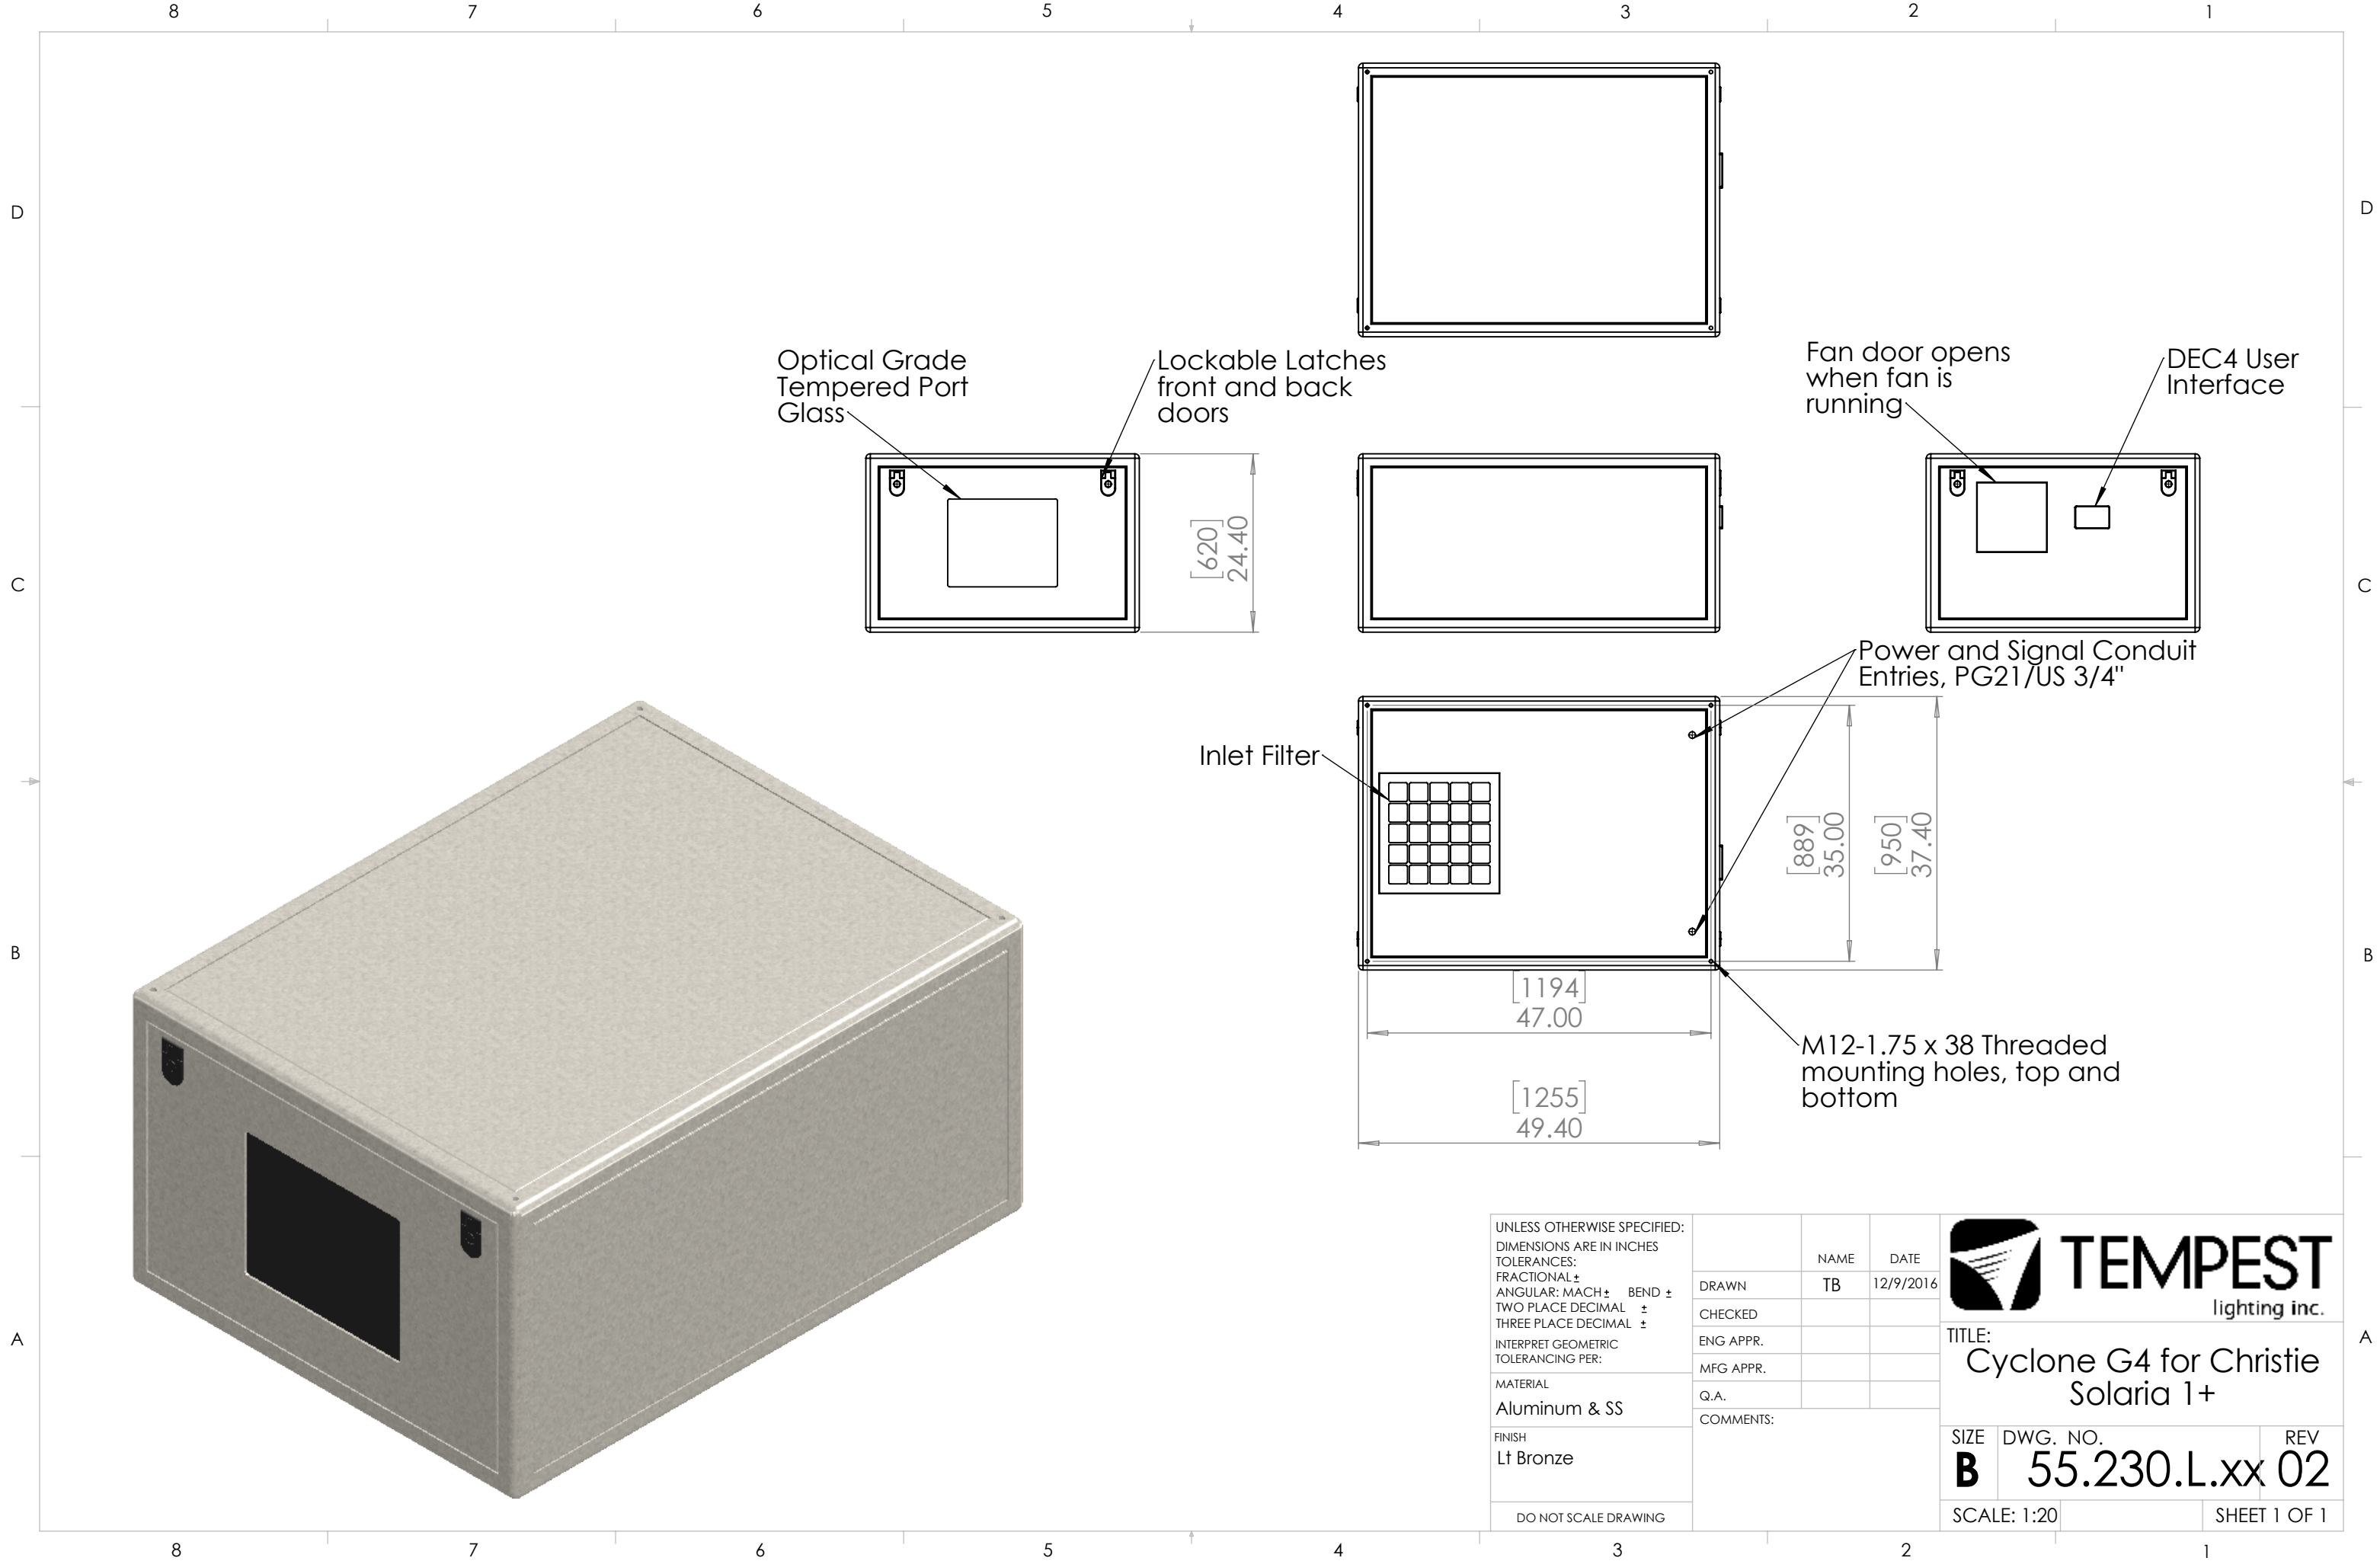 8 7 6 5 4 3 2 1
D D
Optical Grade
Tempered Port
Glass
Lockable Latches
front and back
doors
Fan door opens
when fan is
running
DEC4 User
Interface
[620]
24.40
C C
Power and Signal Conduit
Entries, PG21/US 3/4"
Inlet Filter
[889]
35.00
[950]
37.40
B B
[1194]
47.00
M12-1.75 x 38 Threaded
mounting holes, top and
bottom
[1255]
49.40
A A
UNLESS OTHERWISE SPECIFIED:
DIMENSIONS ARE IN INCHES
TOLERANCES:
FRACTIONAL ±
ANGULAR: MACH ± BEND ±
TWO PLACE DECIMAL ±
THREE PLACE DECIMAL ±
INTERPRET GEOMETRIC
TOLERANCING PER:
MATERIAL
Aluminum & SS
FINISH
Lt Bronze
DO NOT SCALE DRAWING
NAME DATE
DRAWN TB 12/9/2016
CHECKED
ENG APPR.
MFG APPR.
Q.A.
COMMENTS:
TEMPEST
lighting inc.
TITLE:
Cyclone G4 for Christie
Solaria 1+
SIZE DWG. NO. REV
B 55.230.L.xx 02
SCALE: 1:20 SHEET 1 OF 1
8 7 6 5 4 3 2 1